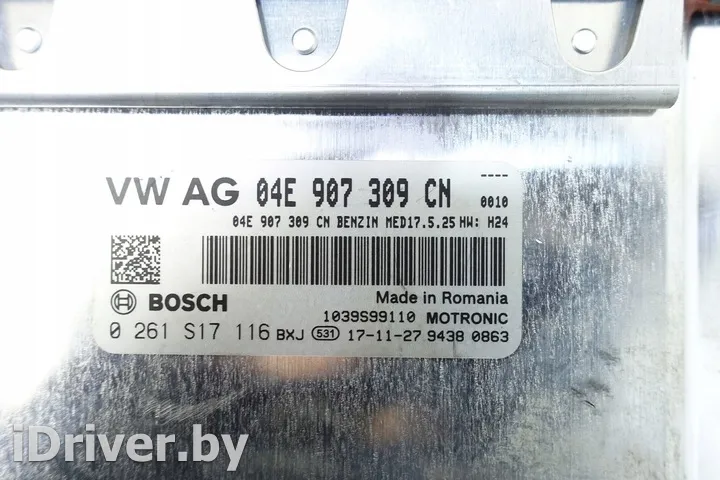 ----
VW AG 04E 907 309 CN 0010
04E 907 309 CN BENZIN MED17.5.25 HW: H24
BOSCH Made in Romania
1039S99110 MOTRONIC
0 261 S17 116 BXJ 531 17-11-27 9438 0863
iDriver.by